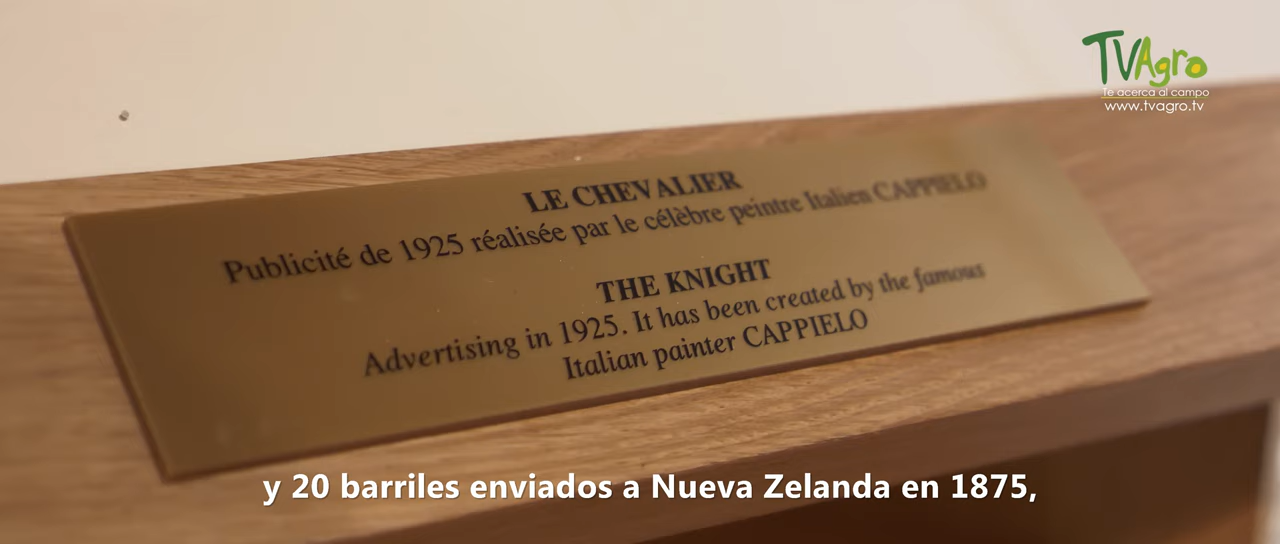 TVAgro
Te acerca al campo
www.tvagro.tv
LE CHEVALIER
Publicité de 1925 réalisée par le célèbre peintre Italien CAPPIELO
THE KNIGHT
Advertising in 1925. It has been created by the famous
Italian painter CAPPIELO
y 20 barriles enviados a Nueva Zelanda en 1875,